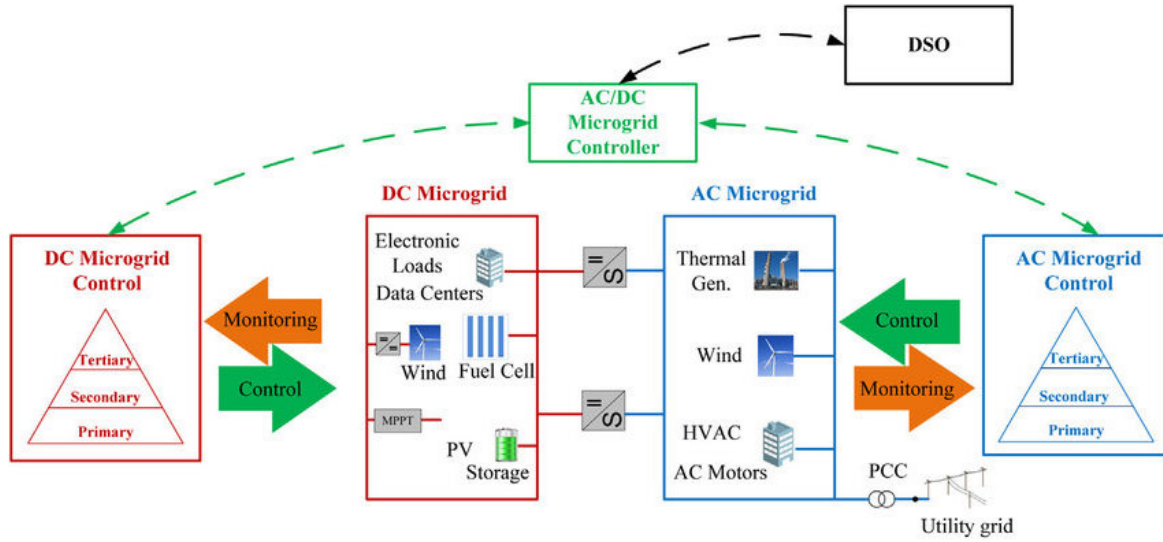 DSO
AC/DC
Microgrid
Controller
DC Microgrid
AC Microgrid
DC Microgrid
Control
Tertiary
Secondary
Primary
Monitoring
Control
Electronic
Loads
Data Centers
Wind
Fuel Cell
MPPT
PV
Storage
Thermal
Gen.
Wind
HVAC
AC Motors
Control
Monitoring
AC Microgrid
Control
Tertiary
Secondary
Primary
PCC
Utility grid